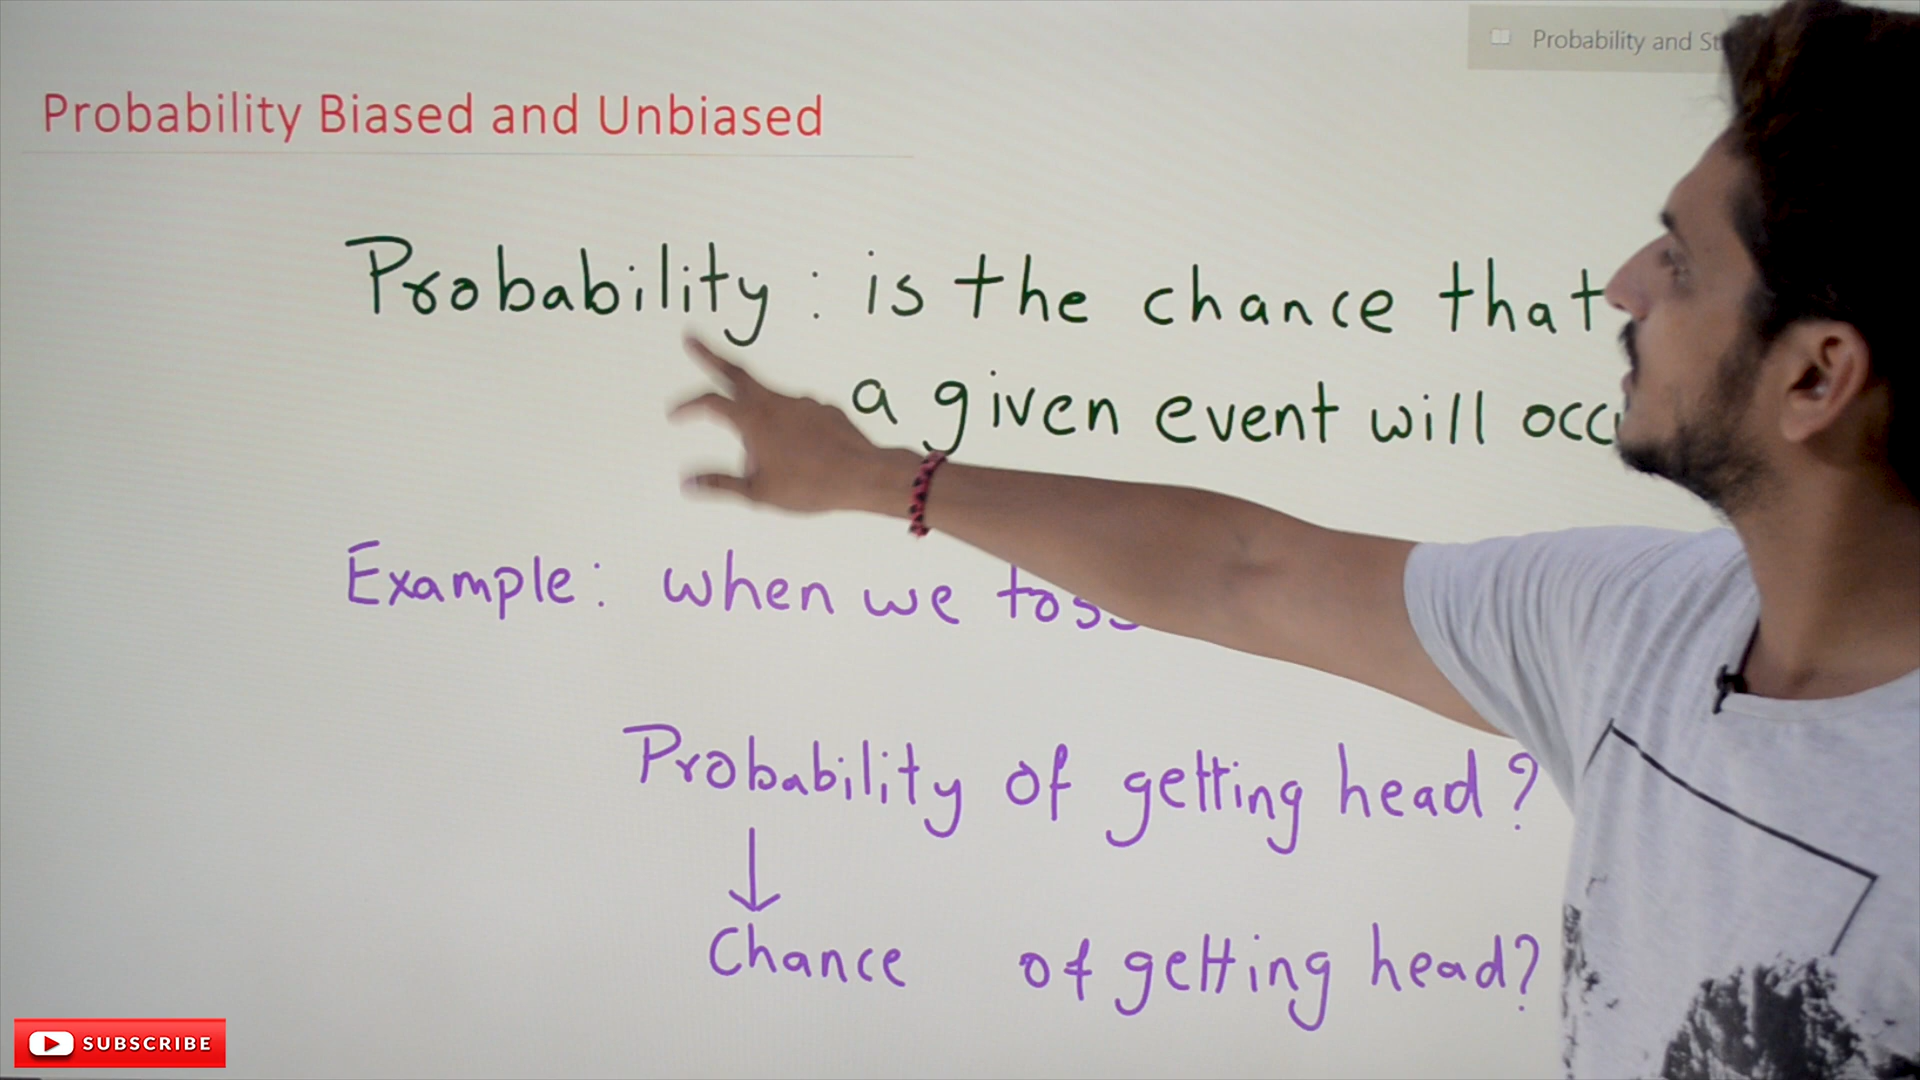 Probability and St
Probability Biased and Unbiased
Probability : is the chance that
a given event will occ
Example : when we toss
Probability of getting head ?
Chance of getting head?
SUBSCRIBE